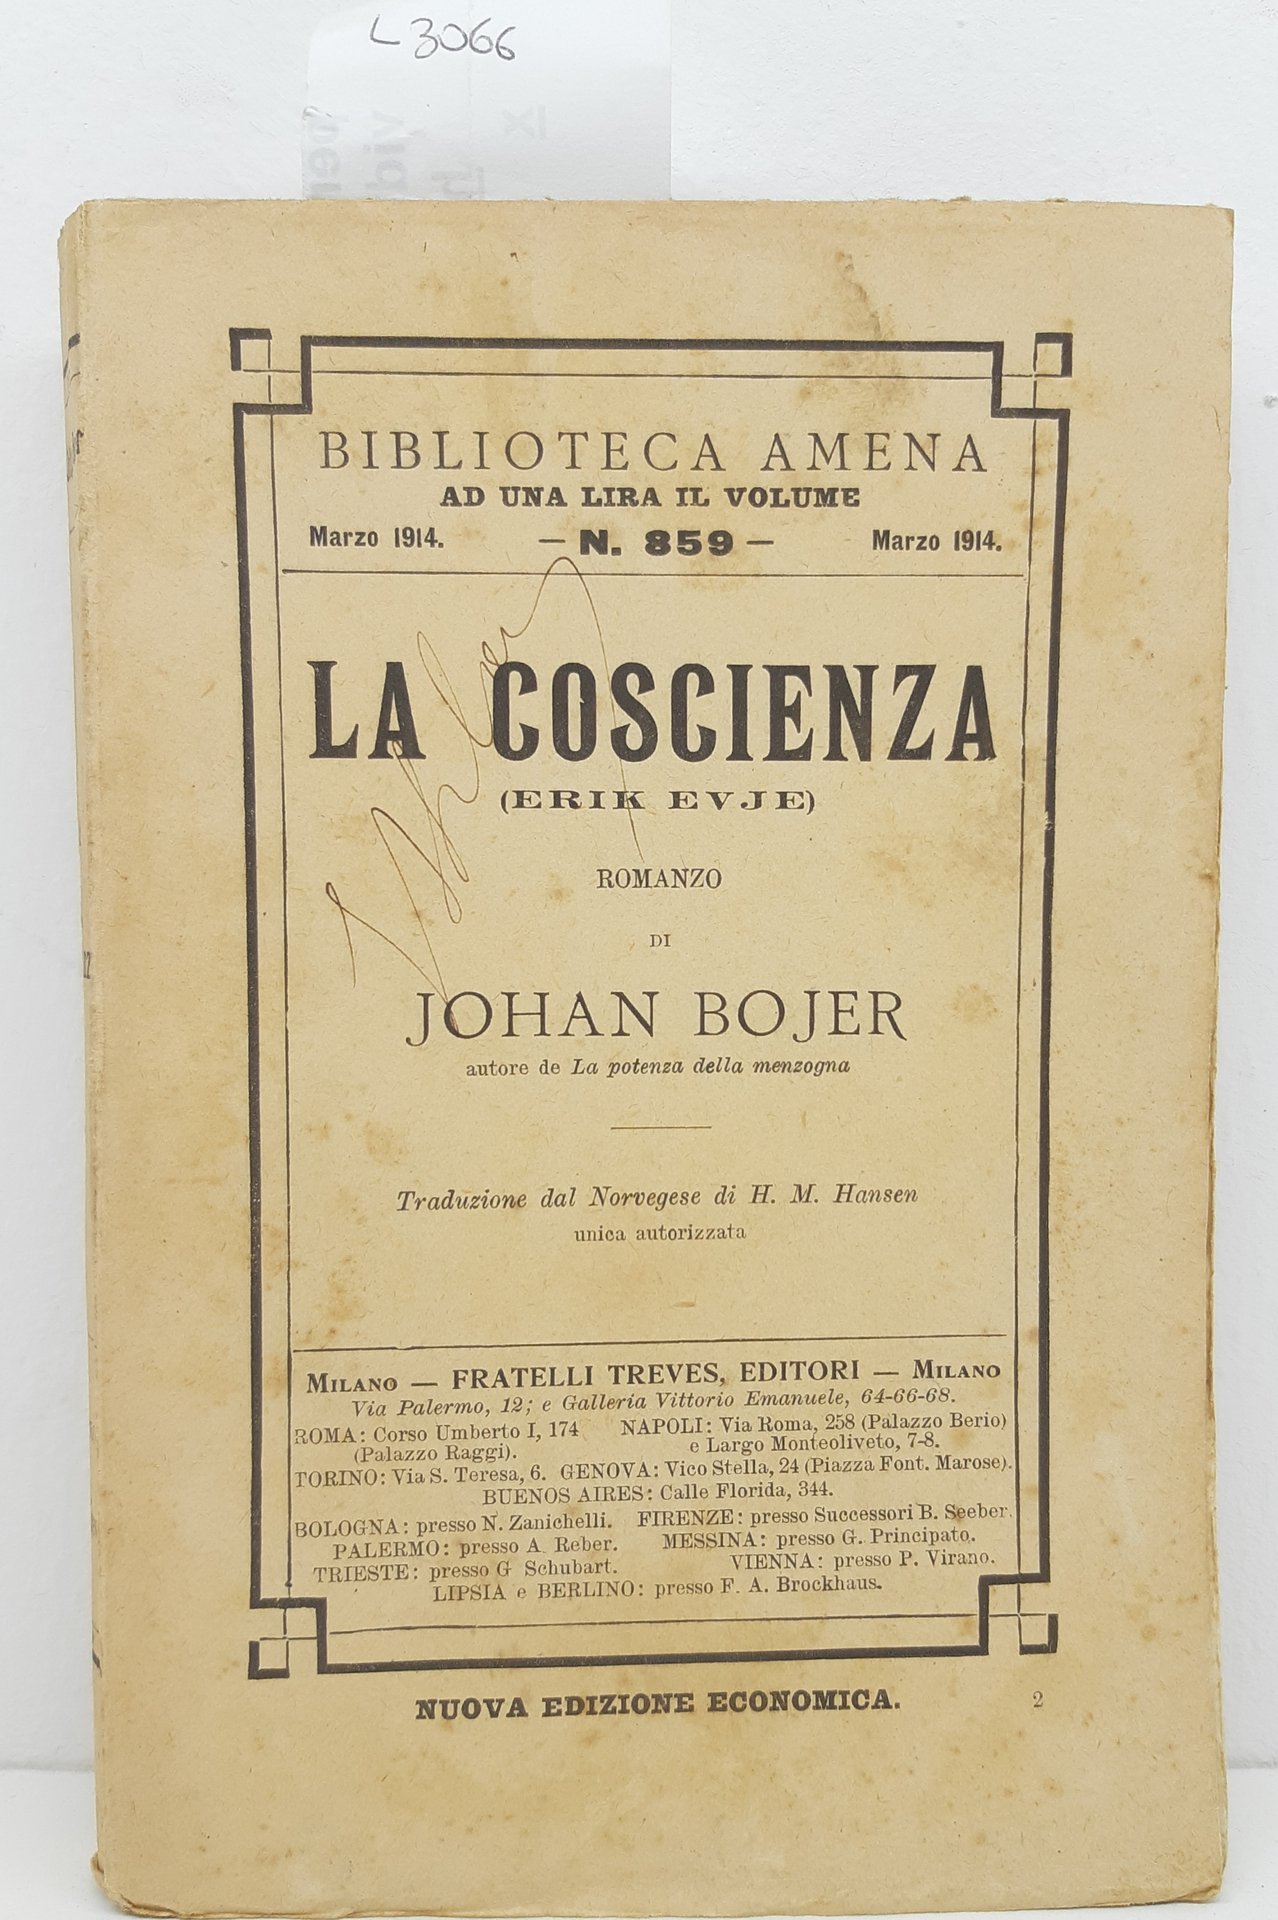 L3066
BIBLIOTECA AMENA
AD UNA LIRA IL VOLUME
Marzo 1914. — N. 859 — Marzo 1914.
LA COSCIENZA
(ERIK EVJE)
ROMANZO
DI
JOHAN BOJER
autore de La potenza della menzogna
Traduzione dal Norvegese di H. M. Hansen
unica autorizzata
MILANO — FRATELLI TREVES, EDITORI — MILANO
Via Palermo, 12; e Galleria Vittorio Emanuele, 64-66-68.
ROMA: Corso Umberto I, 174 NAPOLI: Via Roma, 258 (Palazzo Berio)
(Palazzo Raggi). e Largo Monteoliveto, 7-8.
TORINO: Via S. Teresa, 6. GENOVA: Vico Stella, 24 (Piazza Font. Marose).
BUENOS AIRES: Calle Florida, 344.
BOLOGNA: presso N. Zanichelli. FIRENZE: presso Successori B. Seeber.
PALERMO: presso A. Reber. MESSINA: presso G. Principato.
TRIESTE: presso G Schubart. VIENNA: presso P. Virano.
LIPSIA e BERLINO: presso F. A. Brockhaus.
NUOVA EDIZIONE ECONOMICA. 2